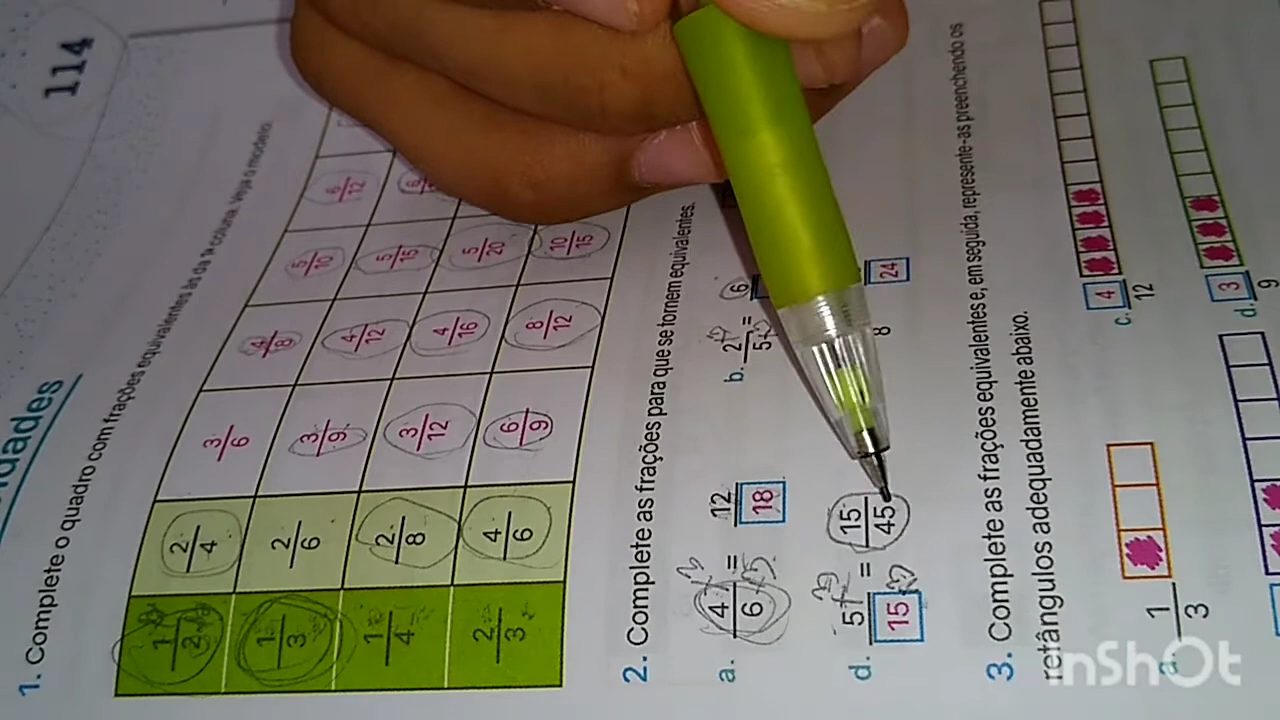 114
idades
1. Complete o quadro com frações equivalentes às da 1ª coluna. Veja o modelo.
1/2 2/4 3/6 4/8 5/10 6/12
1/3 2/6 3/9 4/12 5/15 6
1/4 2/8 3/12 4/16 5/20
2/3 4/6 6/9 8/12 10/15
2. Complete as frações para que se tornem equivalentes.
a. 4/6 = 12/18
b. 2/5 = 6
d. 5/15 = 15/45
8 24
3. Complete as frações equivalentes e, em seguida, represente-as preenchendo os
retângulos adequadamente abaixo.
a. 1/3
c. 4/12
d. 3/9
InShOt